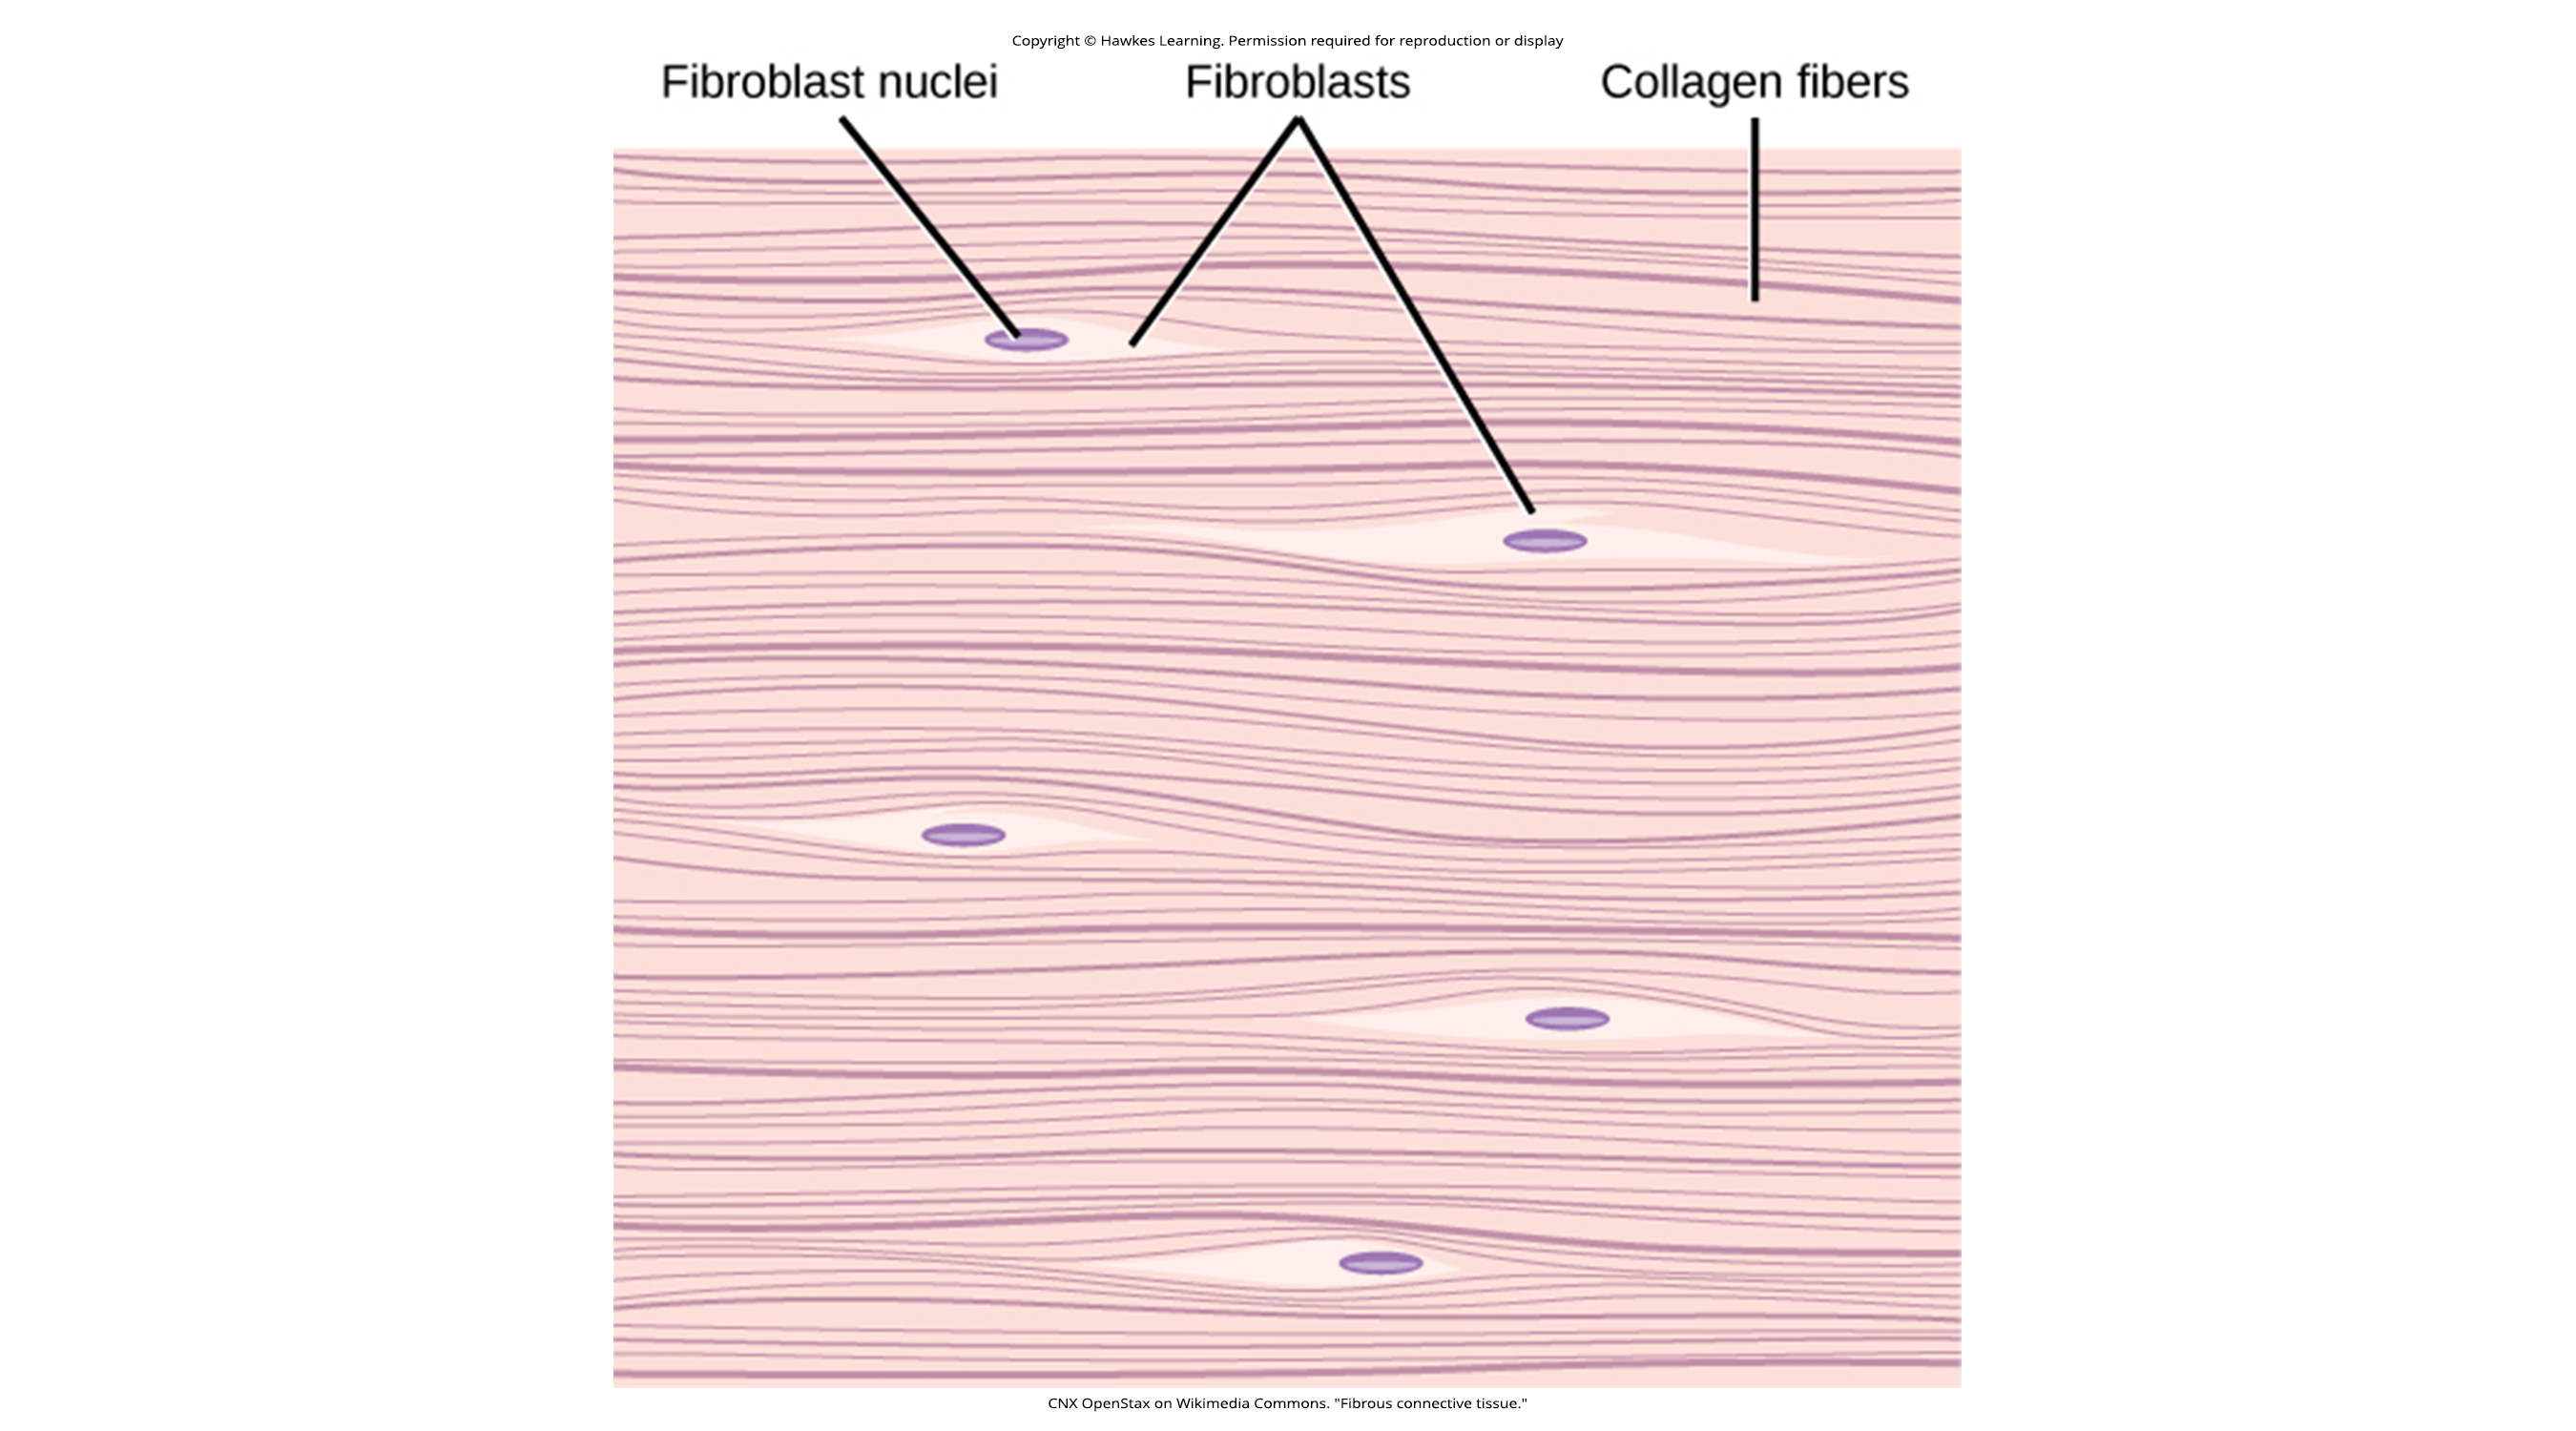 Copyright © Hawkes Learning. Permission required for reproduction or display
Fibroblast nuclei
Fibroblasts
Collagen fibers
CNX OpenStax on Wikimedia Commons. "Fibrous connective tissue."